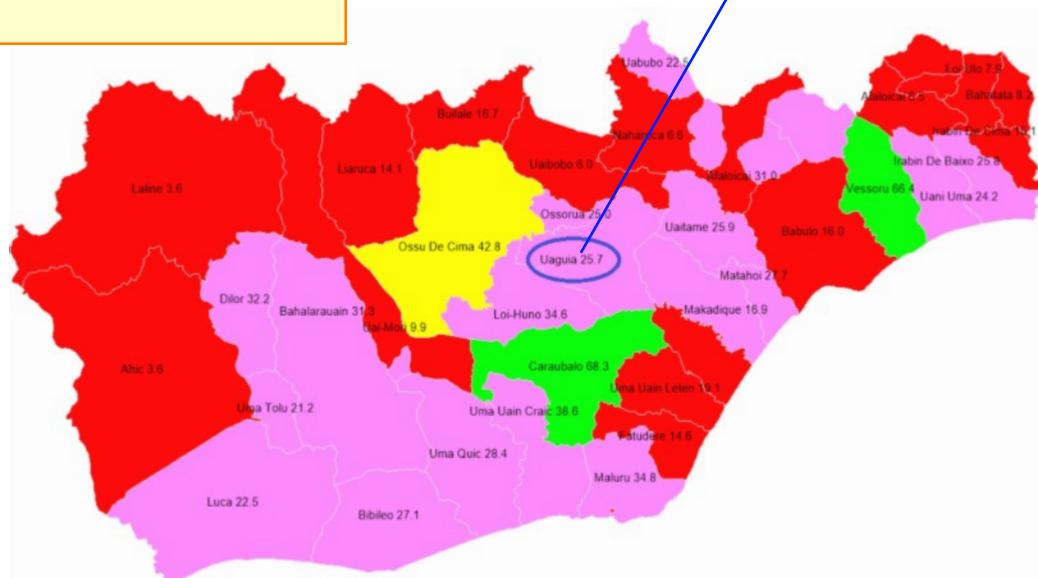 Uabubo 22.5
Loi Ulo 7.8
Afaloicai 8.6
Bahatata 8.2
Builale 16.7
Naharica 6.6
Irabin De Cima 15.1
Uaibobo 6.0
Irabin De Baixo 25.8
Liaruca 14.1
Afaloicai 31.0
Laline 3.6
Vessoru 66.4
Uani Uma 24.2
Ossorua 25.0
Uaitame 25.9
Babulo 16.0
Ossu De Cima 42.8
Uaguia 25.7
Matahoi 27.7
Dilor 32.2
Bahalarauain 31.3
Makadique 16.9
Loi-Huno 34.6
Uai-Mori 9.9
Ahic 3.6
Caraubalo 68.3
Uma Uain Leten 19.1
Uma Tolu 21.2
Uma Uain Craic 38.6
Fatudere 14.6
Uma Quic 28.4
Maluru 34.8
Luca 22.5
Bibileo 27.1